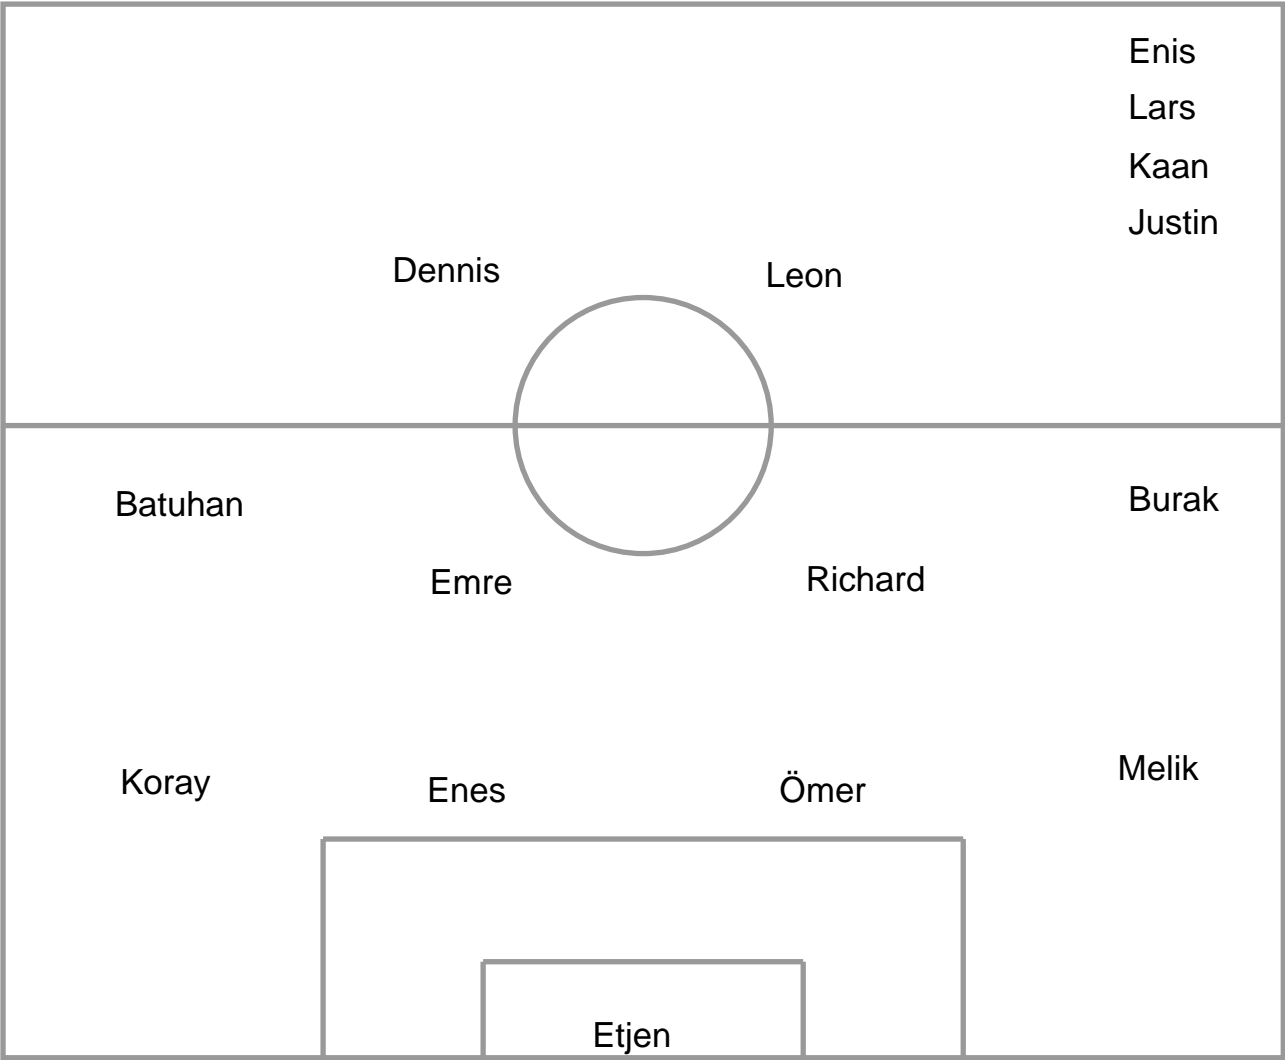 Enis
Lars
Kaan
Justin
Dennis
Leon
Batuhan
Burak
Emre
Richard
Koray
Enes
Ömer
Melik
Etjen